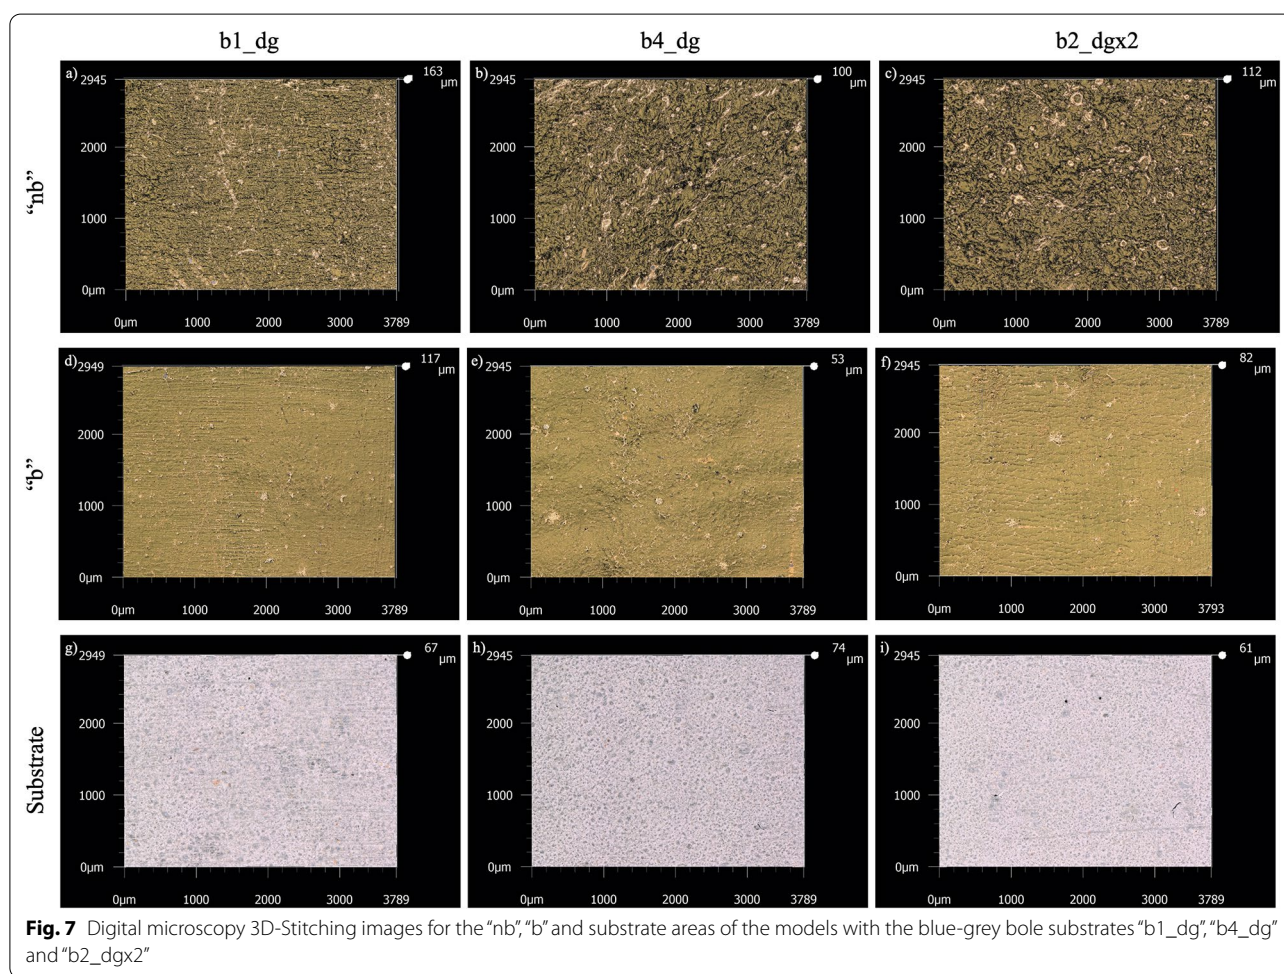 b1_dg b4_dg b2_dgx2
“nb”
a) 2945 163 µm
2000
1000
0µm
0µm 1000 2000 3000 3789
b) 2945 100 µm
2000
1000
0µm
0µm 1000 2000 3000 3789
c) 2945 112 µm
2000
1000
0µm
0µm 1000 2000 3000 3789
“b”
d) 2949 117 µm
2000
1000
0µm
0µm 1000 2000 3000 3789
e) 2945 53 µm
2000
1000
0µm
0µm 1000 2000 3000 3789
f) 2945 82 µm
2000
1000
0µm
0µm 1000 2000 3000 3793
Substrate
g) 2949 67 µm
2000
1000
0µm
0µm 1000 2000 3000 3789
h) 2945 74 µm
2000
1000
0µm
0µm 1000 2000 3000 3789
i) 2945 61 µm
2000
1000
0µm
0µm 1000 2000 3000 3789
Fig. 7 Digital microscopy 3D-Stitching images for the “nb”, “b” and substrate areas of the models with the blue-grey bole substrates “b1_dg”, “b4_dg”
and “b2_dgx2”